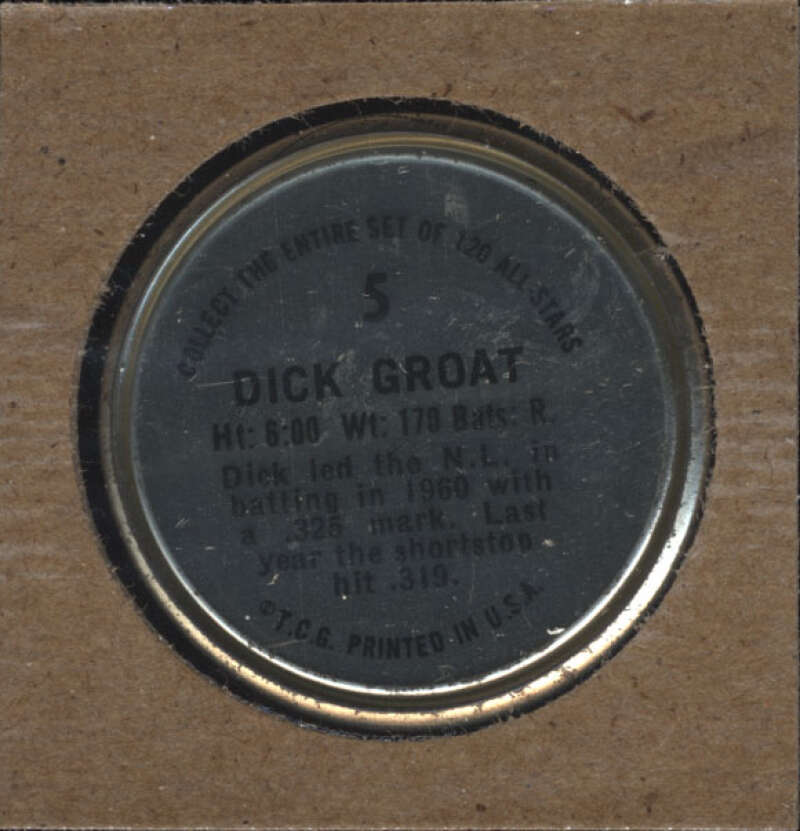 COLLECT THE ENTIRE SET OF 120 ALL-STARS
5
DICK GROAT
Ht: 6:00 Wt: 170 Bats: R.
Dick led the N.L. in
batting in 1960 with
a .325 mark. Last
year the shortstop
hit .319.
©T.C.G. PRINTED IN U.S.A.